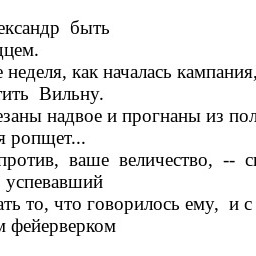 ександр быть
дцем.
неделя, как началась кампания,
тить Вильну.
езаны надвое и прогнаны из пол
я ропщет...
против, ваше величество, --
успевавший
ать то, что говорилось ему, и с
м фейерверком